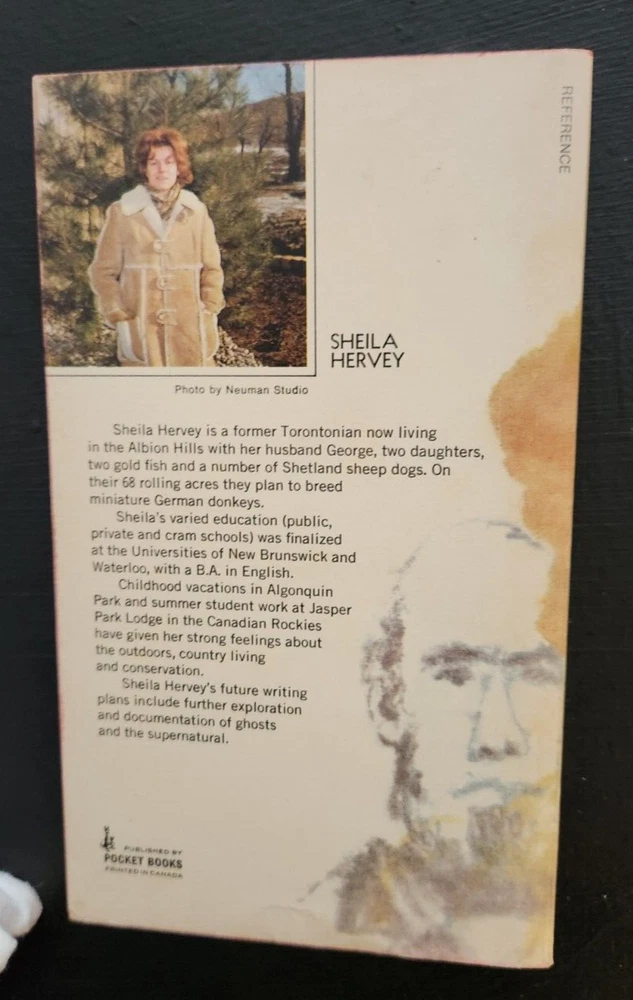 REFERENCE
SHEILA
HERVEY
Photo by Neuman Studio
Sheila Hervey is a former Torontonian now living
in the Albion Hills with her husband George, two daughters,
two gold fish and a number of Shetland sheep dogs. On
their 68 rolling acres they plan to breed
miniature German donkeys.
Sheila's varied education (public,
private and cram schools) was finalized
at the Universities of New Brunswick and
Waterloo, with a B.A. in English.
Childhood vacations in Algonquin
Park and summer student work at Jasper
Park Lodge in the Canadian Rockies
have given her strong feelings about
the outdoors, country living
and conservation.
Sheila Hervey's future writing
plans include further exploration
and documentation of ghosts
and the supernatural.
PUBLISHED BY
POCKET BOOKS
PRINTED IN CANADA